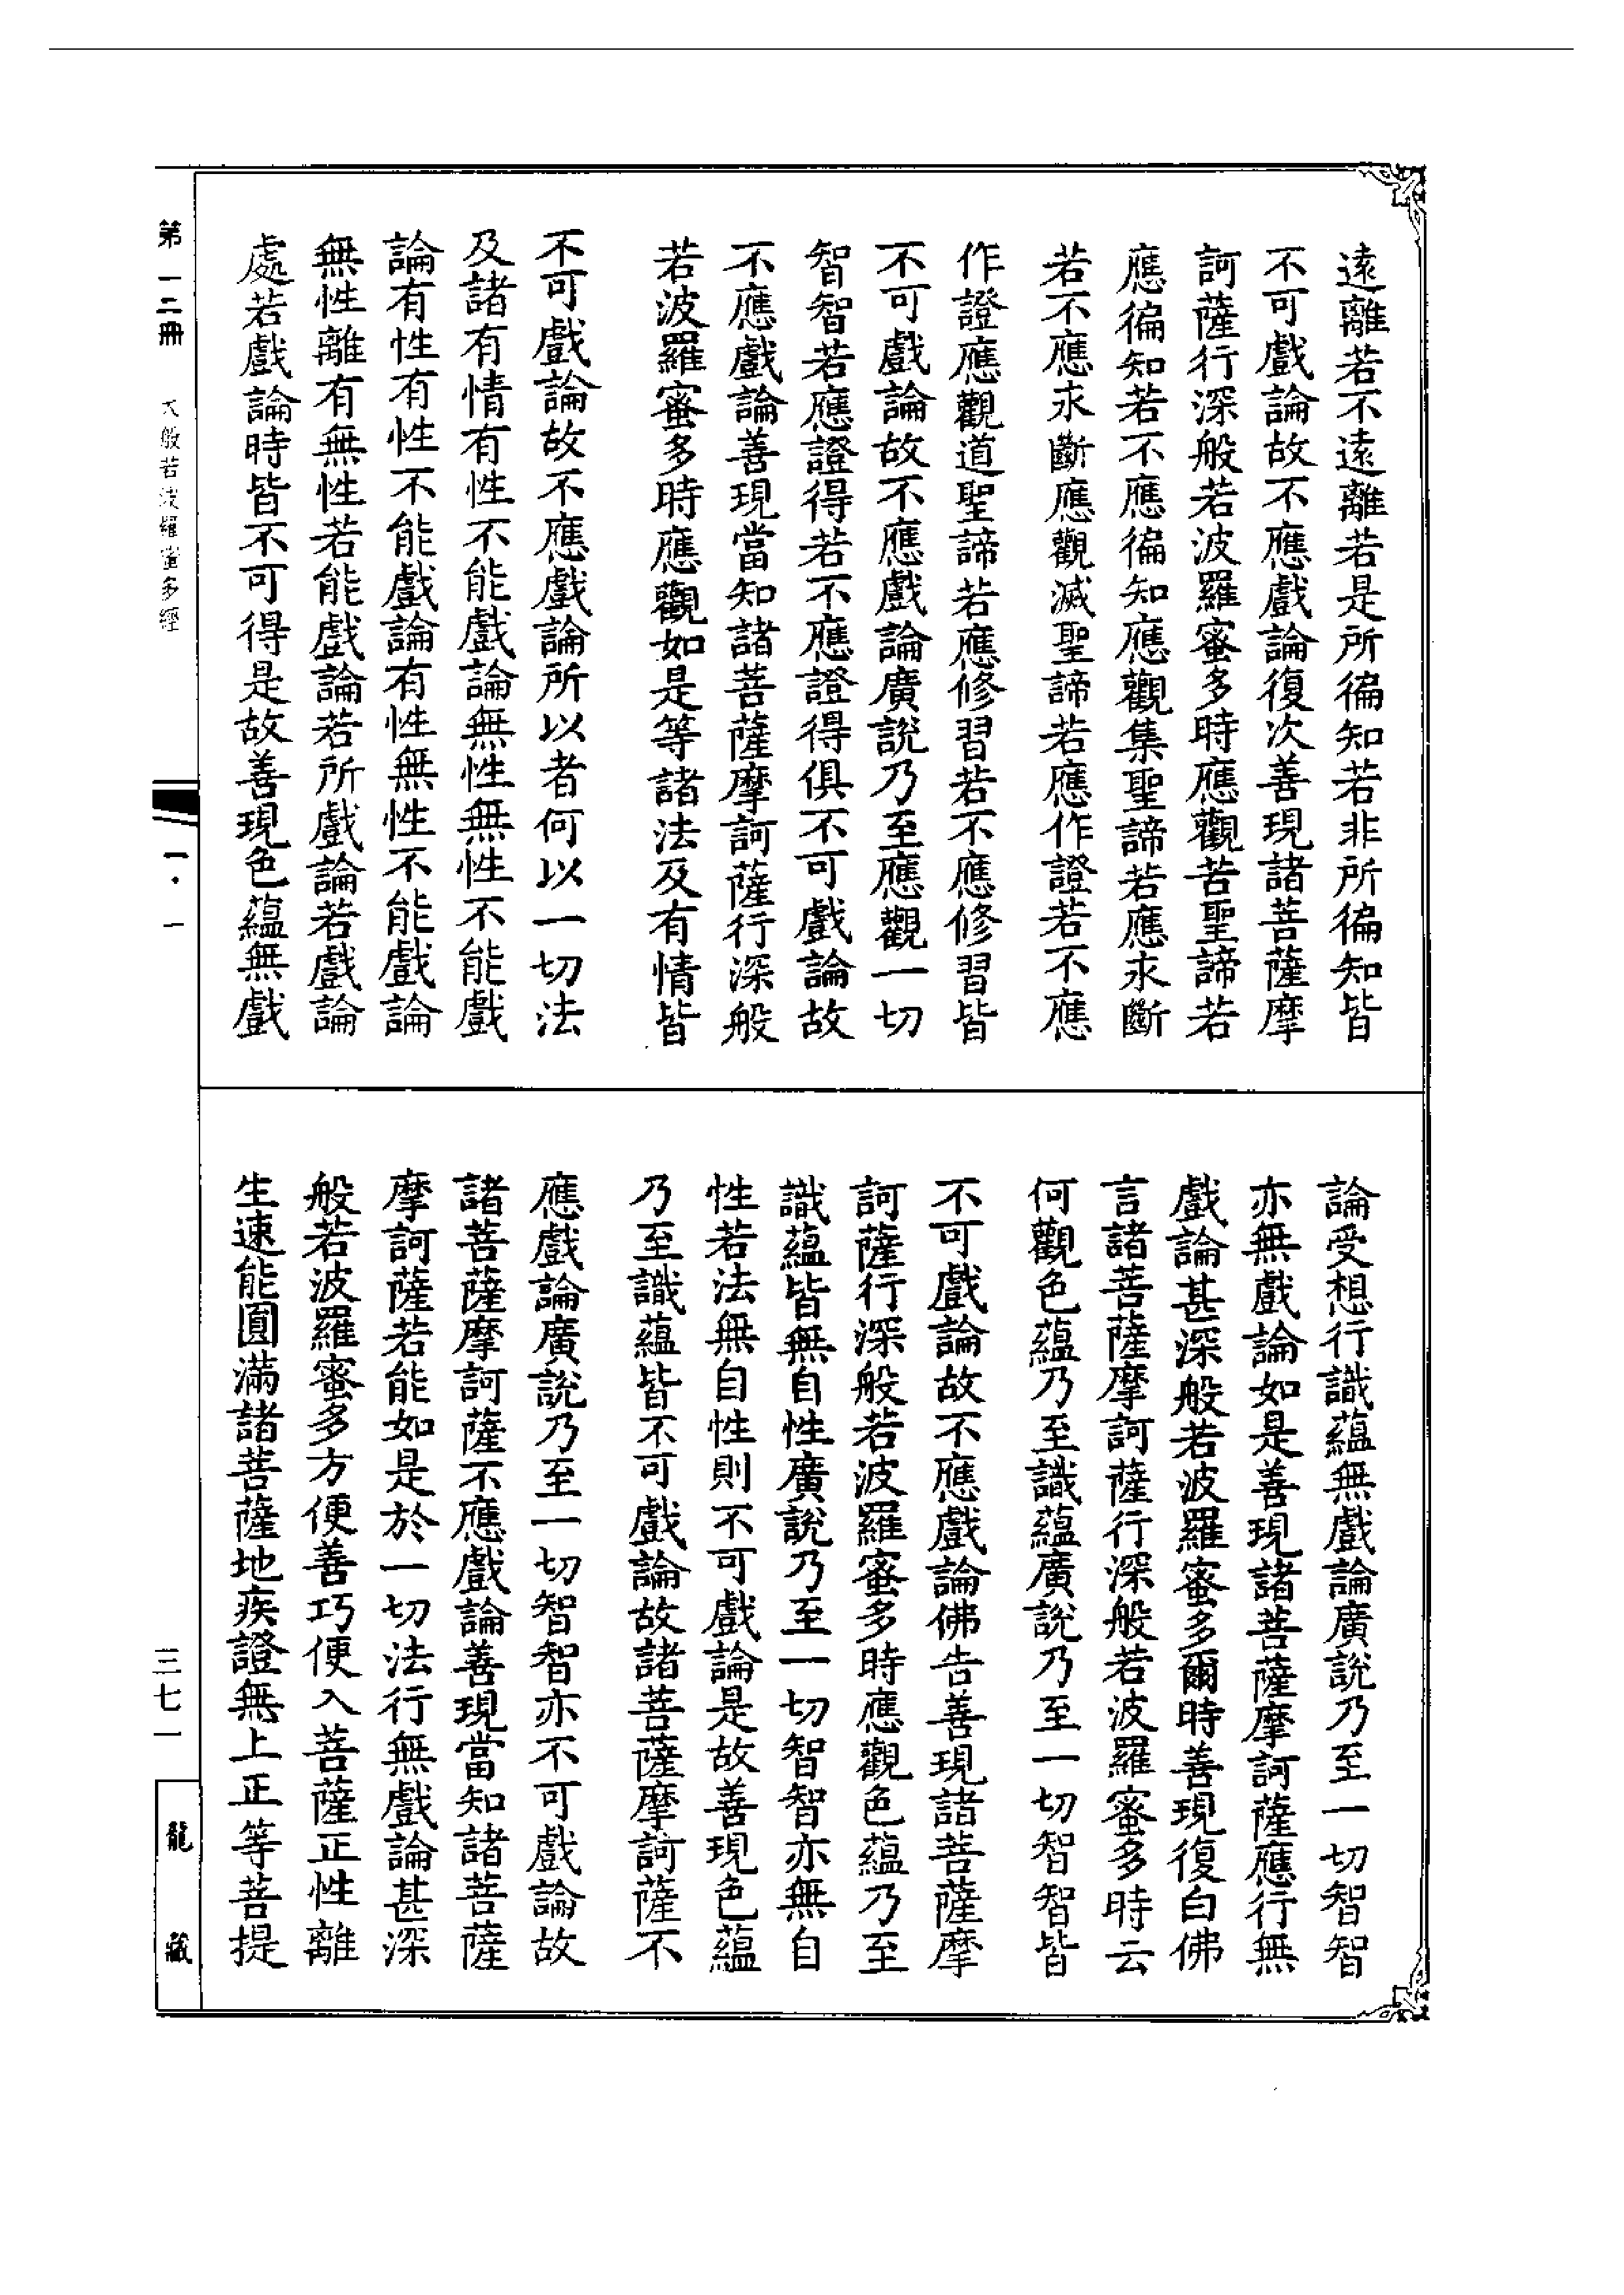 遠離若不遠離若是所徧知若非所徧知皆
不可戲論故不應戲論復次善現諸菩薩摩
訶薩行深般若波羅蜜多時應觀苦聖諦若
應徧知若不應徧知應觀集聖諦若應永斷
若不應永斷應觀滅聖諦若應作證若不應
作證應觀道聖諦若應修習若不應修習皆
不可戲論故不應戲論廣說乃至應觀一切
智智若應證得若不應證得俱不可戲論故
不應戲論善現當知諸菩薩摩訶薩行深般
若波羅蜜多時應觀如是等諸法及有情皆
不可戲論故不應戲論所以者何以一切法
及諸有情有性不能戲論無性無性不能戲
論有性有性不能戲論有性無性不能戲論
無性離有無性若能戲論若所戲論若戲論
處若戲論時皆不可得是故善現色蘊無戲
論受想行識蘊無戲論廣說乃至一切智智
亦無戲論如是善現諸菩薩摩訶薩應行無
戲論甚深般若波羅蜜多爾時善現復白佛
言諸菩薩摩訶薩行深般若波羅蜜多時云
何觀色蘊乃至識蘊廣說乃至一切智智皆
不可戲論故不應戲論佛告善現諸菩薩摩
訶薩行深般若波羅蜜多時應觀色蘊乃至
識蘊皆無自性廣說乃至一切智智亦無自
性若法無自性則不可戲論是故善現色蘊
乃至識蘊皆不可戲論故諸菩薩摩訶薩不
應戲論廣說乃至一切智智亦不可戲論故
諸菩薩摩訶薩不應戲論善現當知諸菩薩
摩訶薩若能如是於一切法行無戲論甚深
般若波羅蜜多方便善巧便入菩薩正性離
生速能圓滿諸菩薩地疾證無上正等菩提
第一二冊 大般若波羅蜜多經
一·一
三七一
龍藏